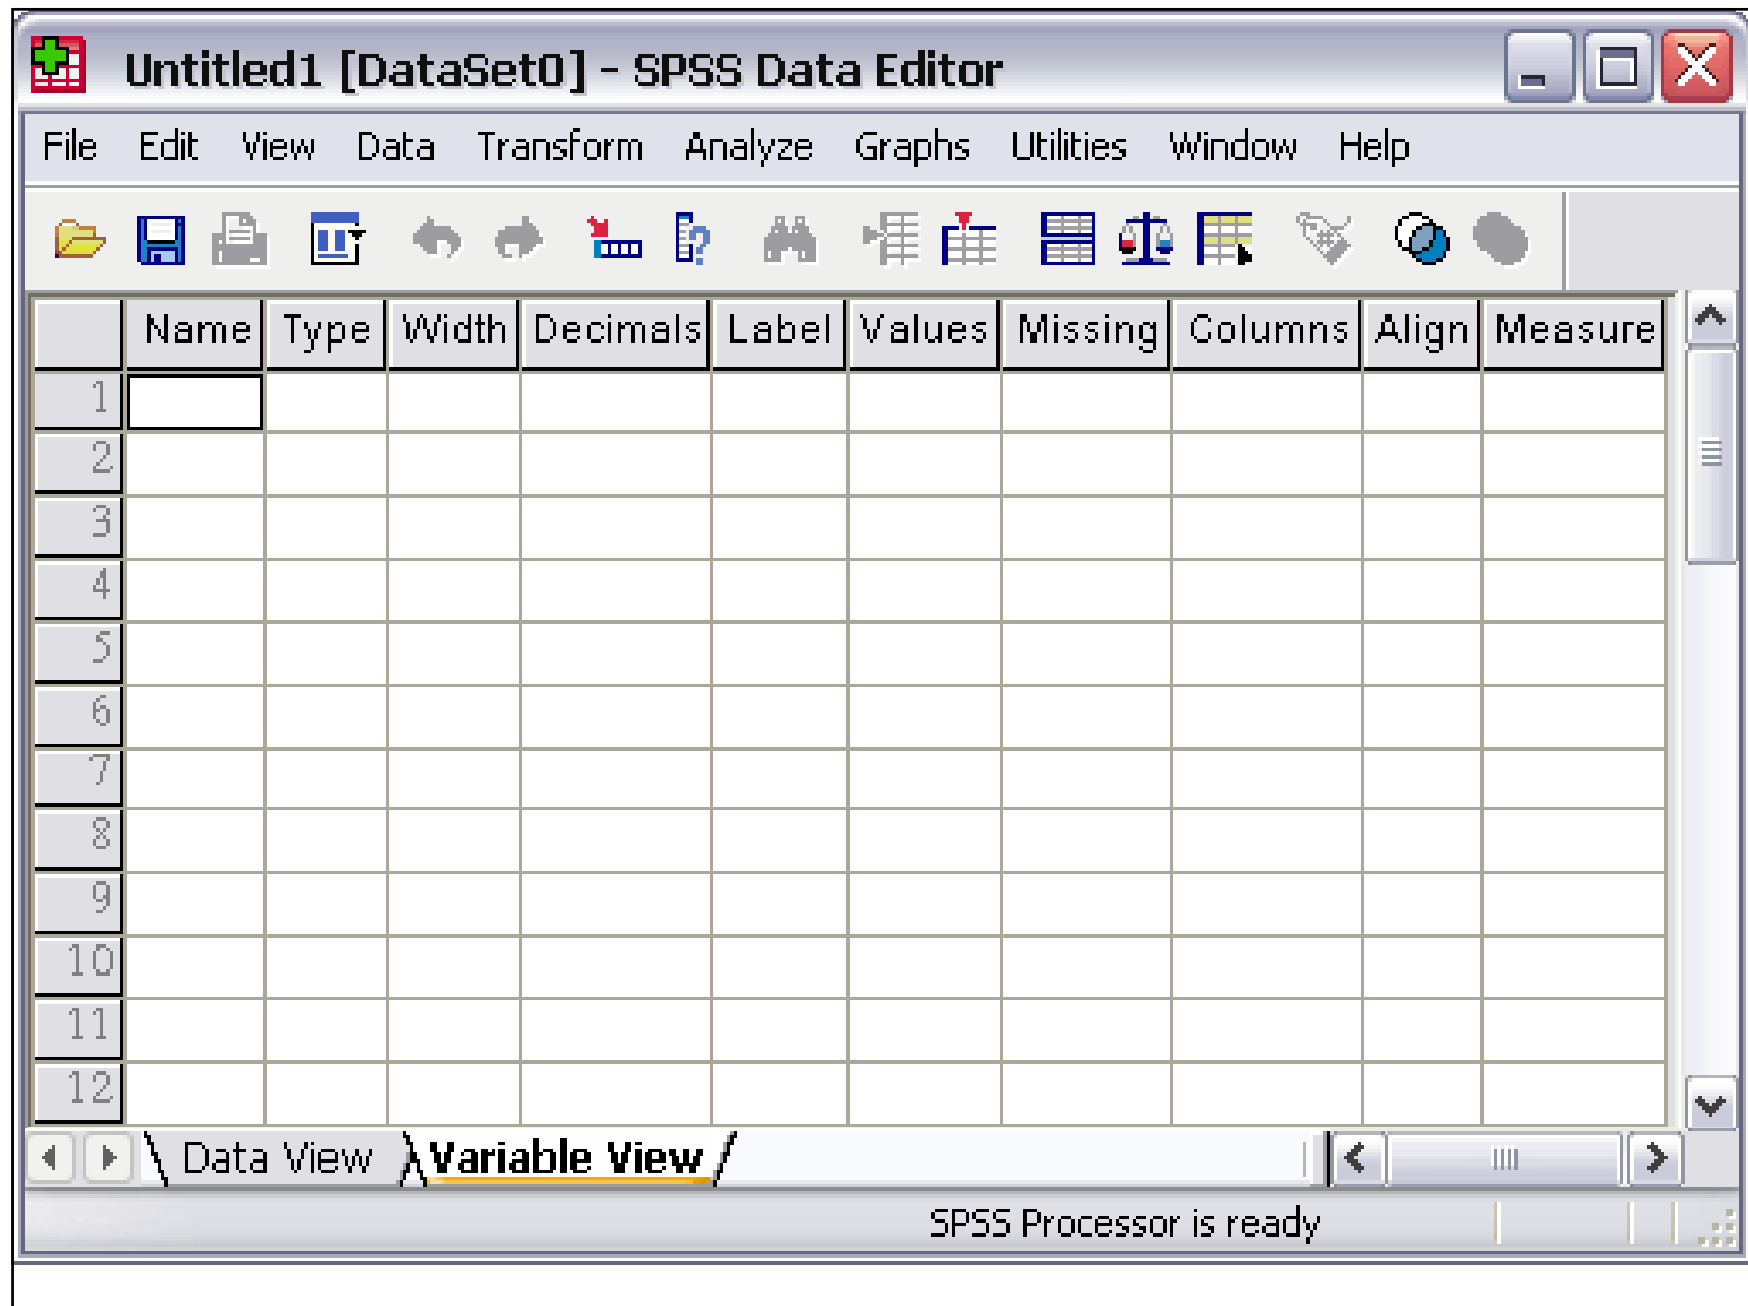 Untitled1 [DataSet0] - SPSS Data Editor
File Edit View Data Transform Analyze Graphs Utilities Window Help
Name Type Width Decimals Label Values Missing Columns Align Measure
1
2
3
4
5
6
7
8
9
10
11
12
Data View Variable View
SPSS Processor is ready